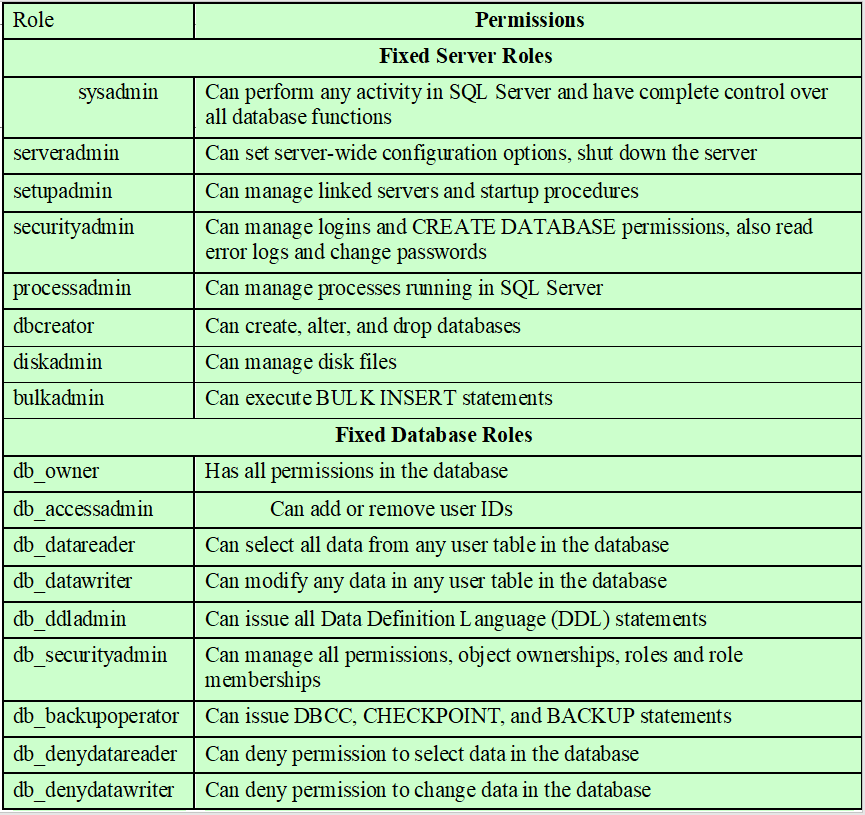 Role Permissions
Fixed Server Roles
sysadmin Can perform any activity in SQL Server and have complete control over
all database functions
serveradmin Can set server-wide configuration options, shut down the server
setupadmin Can manage linked servers and startup procedures
securityadmin Can manage logins and CREATE DATABASE permissions, also read
error logs and change passwords
processadmin Can manage processes running in SQL Server
dbcreator Can create, alter, and drop databases
diskadmin Can manage disk files
bulkadmin Can execute BULK INSERT statements
Fixed Database Roles
db_owner Has all permissions in the database
db_accessadmin Can add or remove user IDs
db_datareader Can select all data from any user table in the database
db_datawriter Can modify any data in any user table in the database
db_ddladmin Can issue all Data Definition Language (DDL) statements
db_securityadmin Can manage all permissions, object ownerships, roles and role
memberships
db_backupoperator Can issue DBCC, CHECKPOINT, and BACKUP statements
db_denydatareader Can deny permission to select data in the database
db_denydatawriter Can deny permission to change data in the database